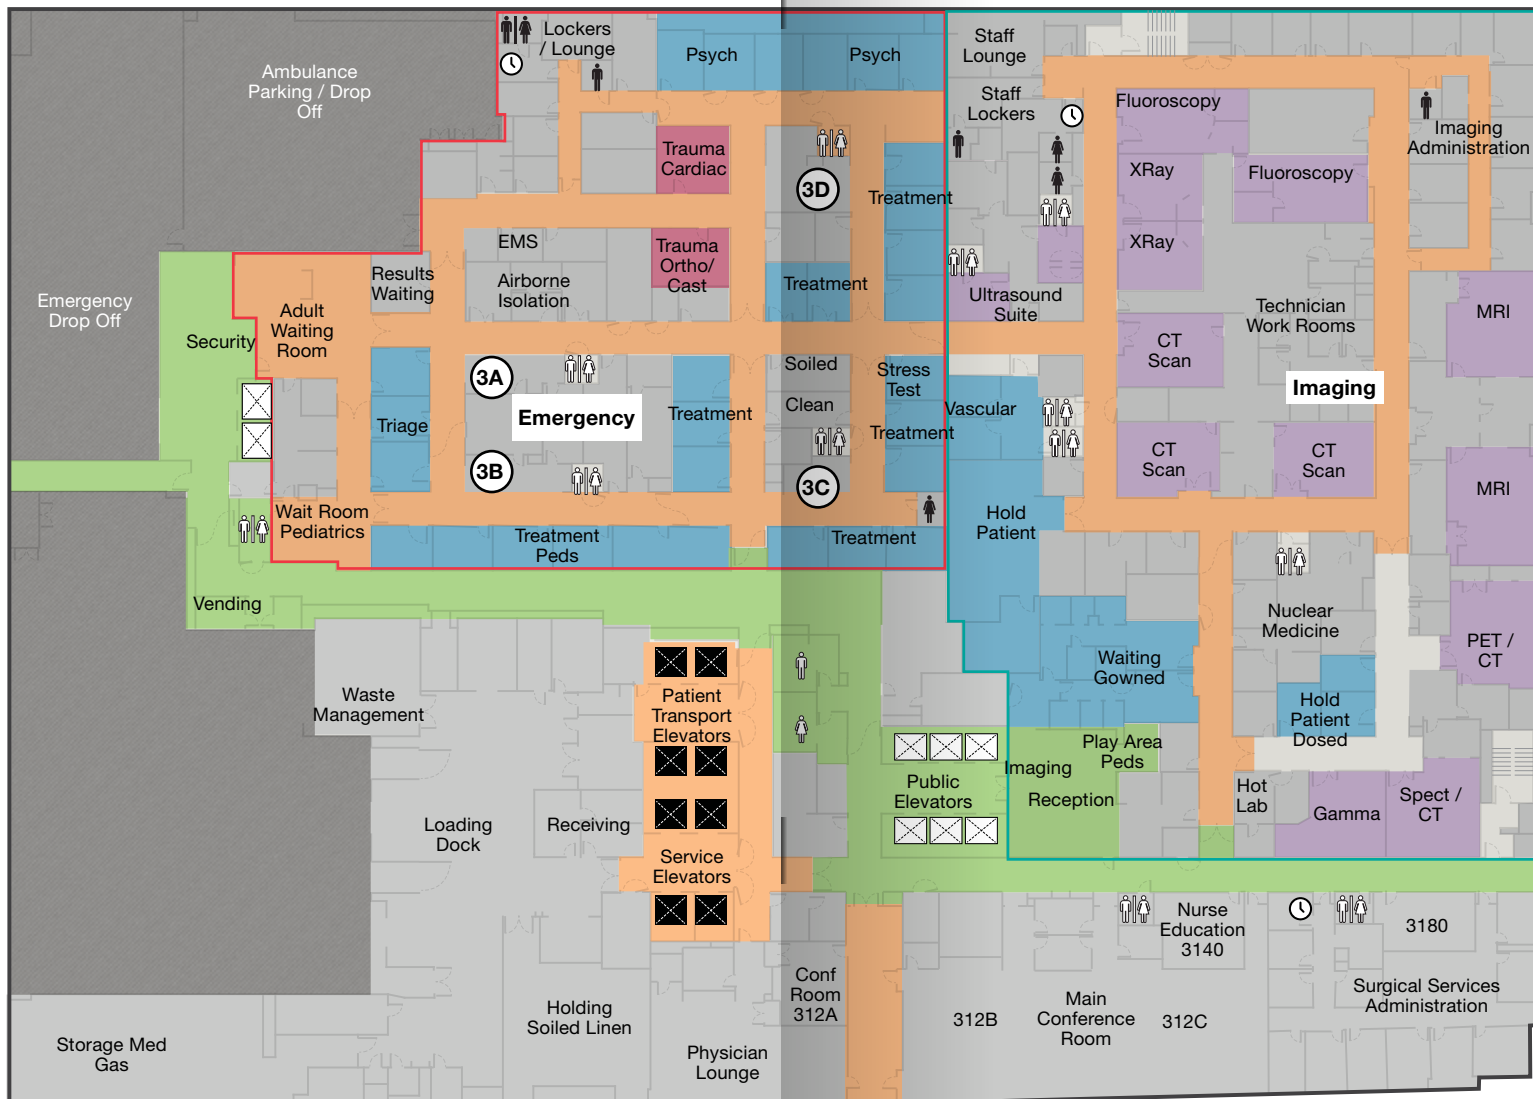 Lockers
/ Lounge
Psych
Psych
Staff
Lounge
Ambulance
Parking / Drop
Off
Staff
Lockers
Fluoroscopy
Imaging
Administration
Trauma
Cardiac
3D
Treatment
XRay
Fluoroscopy
EMS
Airborne
Isolation
Trauma
Ortho/
Cast
XRay
Results
Waiting
Treatment
Ultrasound
Suite
Technician
Work Rooms
MRI
Emergency
Drop Off
Security
Adult
Waiting
Room
CT
Scan
3A
Soiled
Stress
Test
Imaging
Clean
Vascular
Emergency
Triage
Treatment
Treatment
CT
Scan
CT
Scan
3B
3C
MRI
Wait Room
Pediatrics
Hold
Patient
Treatment
Peds
Treatment
Vending
Nuclear
Medicine
PET /
CT
Waiting
Gowned
Waste
Management
Patient
Transport
Elevators
Hold
Patient
Dosed
Play Area
Peds
Imaging
Reception
Public
Elevators
Hot
Lab
Gamma
Spect /
CT
Loading
Dock
Receiving
Service
Elevators
Nurse
Education
3140
3180
Conf
Room
312A
Surgical Services
Administration
312B
Main
Conference
Room
312C
Holding
Soiled Linen
Storage Med
Gas
Physician
Lounge